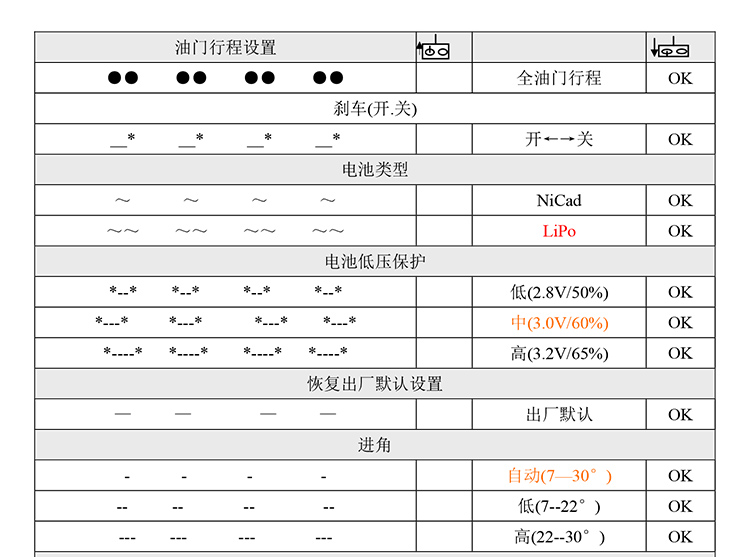 油门行程设置
●● ●● ●● ●● 全油门行程 OK
刹车(开.关)
__* __* __* __* 开←→关 OK
电池类型
～ ～ ～ ～ NiCad OK
～～ ～～ ～～ ～～ LiPo OK
电池低压保护
*--* *--* *--* *--* 低(2.8V/50%) OK
*---* *---* *---* *---* 中(3.0V/60%) OK
*----* *----* *----* *----* 高(3.2V/65%) OK
恢复出厂默认设置
— — — — 出厂默认 OK
进角
- - - - 自动(7—30°) OK
-- -- -- -- 低(7--22°) OK
--- --- --- --- 高(22--30°) OK